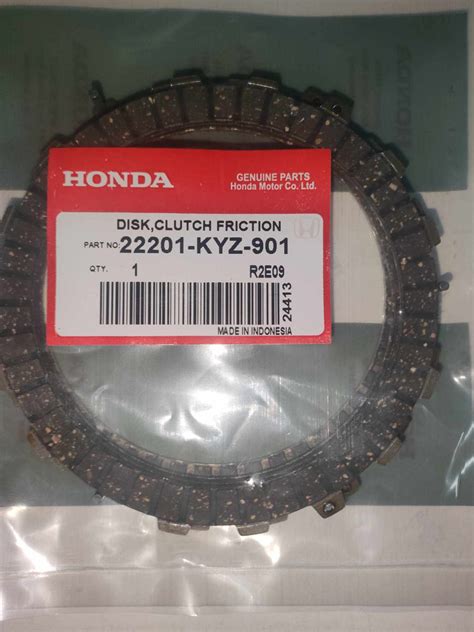 HONDA
GENUINE PARTS
Honda Motor Co. Ltd.
DISK,CLUTCH FRICTION
PART NO: 22201-KYZ-901
QTY. 1 R2E09
24413
MADE IN INDONESIA
HONDA